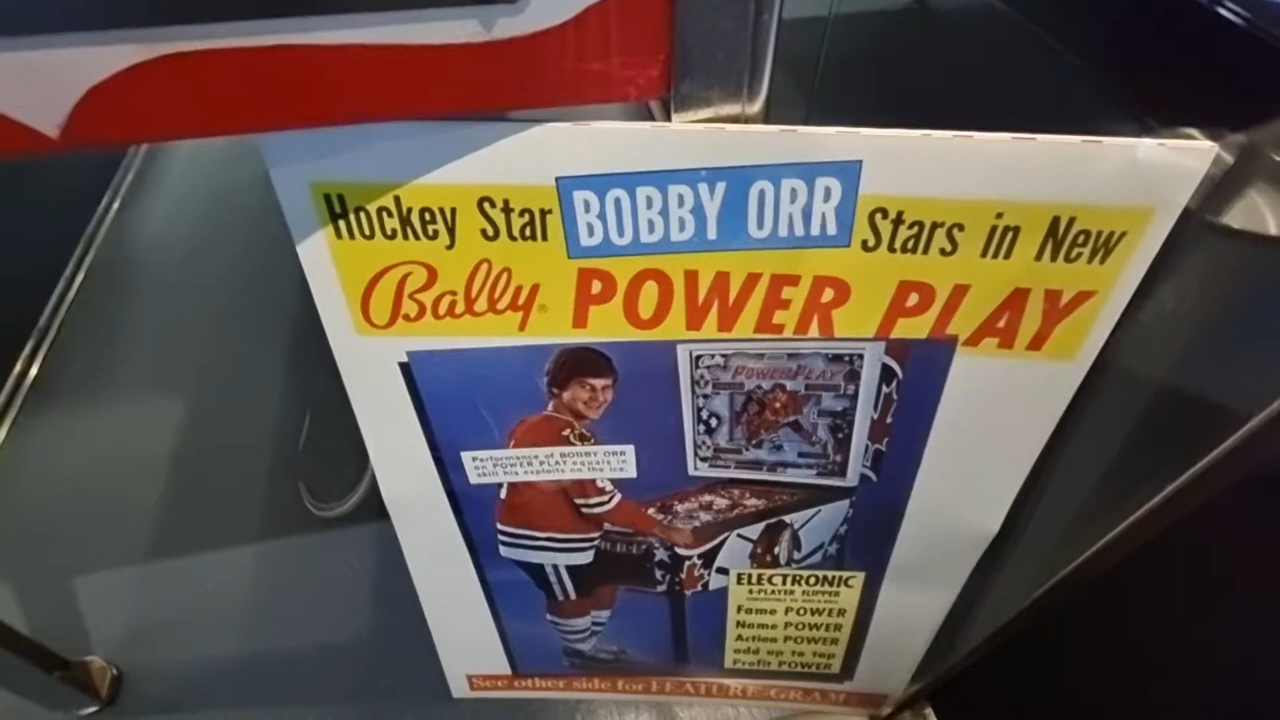 Hockey Star BOBBY ORR Stars in New
Bally POWER PLAY
Bally
POWER PLAY
Performance of BOBBY ORR
on POWER PLAY equals in
skill his exploits on the ice.
ELECTRONIC
4-PLAYER FLIPPER
Fame POWER
Name POWER
Action POWER
add up to top
Profit POWER
See other side for FEATURE-GRAM